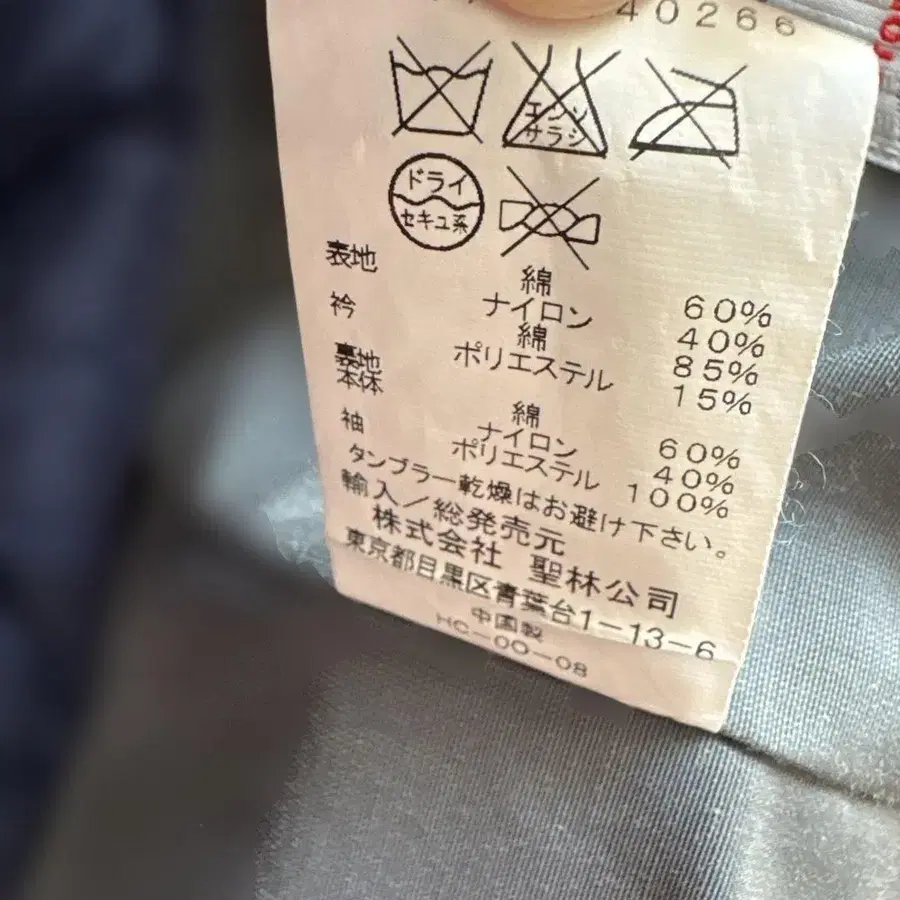 40266
エンソ
サラシ
ドライ
セキユ系
表地 綿 60%
ナイロン 40%
衿 綿 85%
ポリエステル 15%
裏地
本体 綿 60%
ナイロン 40%
袖 ポリエステル 100%
タンブラー乾燥はお避け下さい。
輸入/総発売元
株式会社 聖林公司
東京都目黒区青葉台1-13-6
中国製
HC-00-08